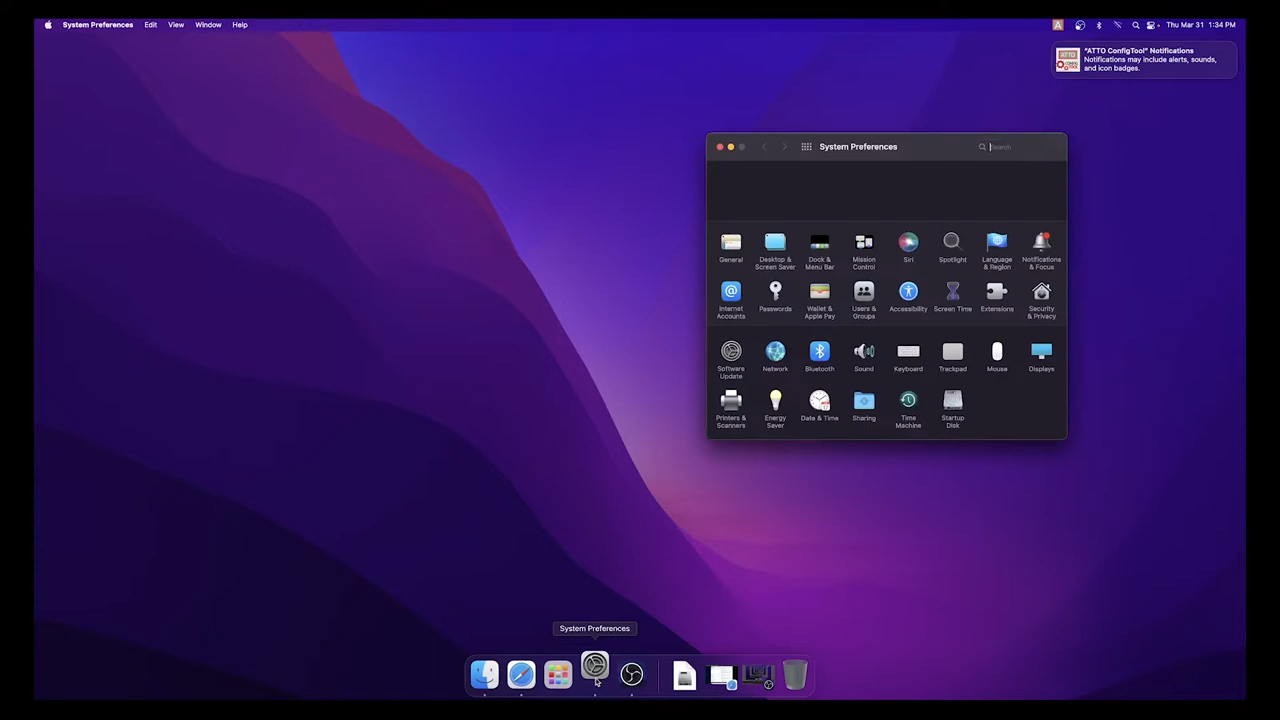 System Preferences Edit View Window Help
A Thu Mar 31 1:34 PM
"ATTO ConfigTool" Notifications
Notifications may include alerts, sounds,
and icon badges.
System Preferences
Search
General
Desktop &
Screen Saver
Dock &
Menu Bar
Mission
Control
Siri
Spotlight
Language
& Region
Notifications
& Focus
Internet
Accounts
Passwords
Wallet &
Apple Pay
Users &
Groups
Accessibility
Screen Time
Extensions
Security
& Privacy
Software
Update
Network
Bluetooth
Sound
Keyboard
Trackpad
Mouse
Displays
Printers &
Scanners
Energy
Saver
Date & Time
Sharing
Time
Machine
Startup
Disk
System Preferences